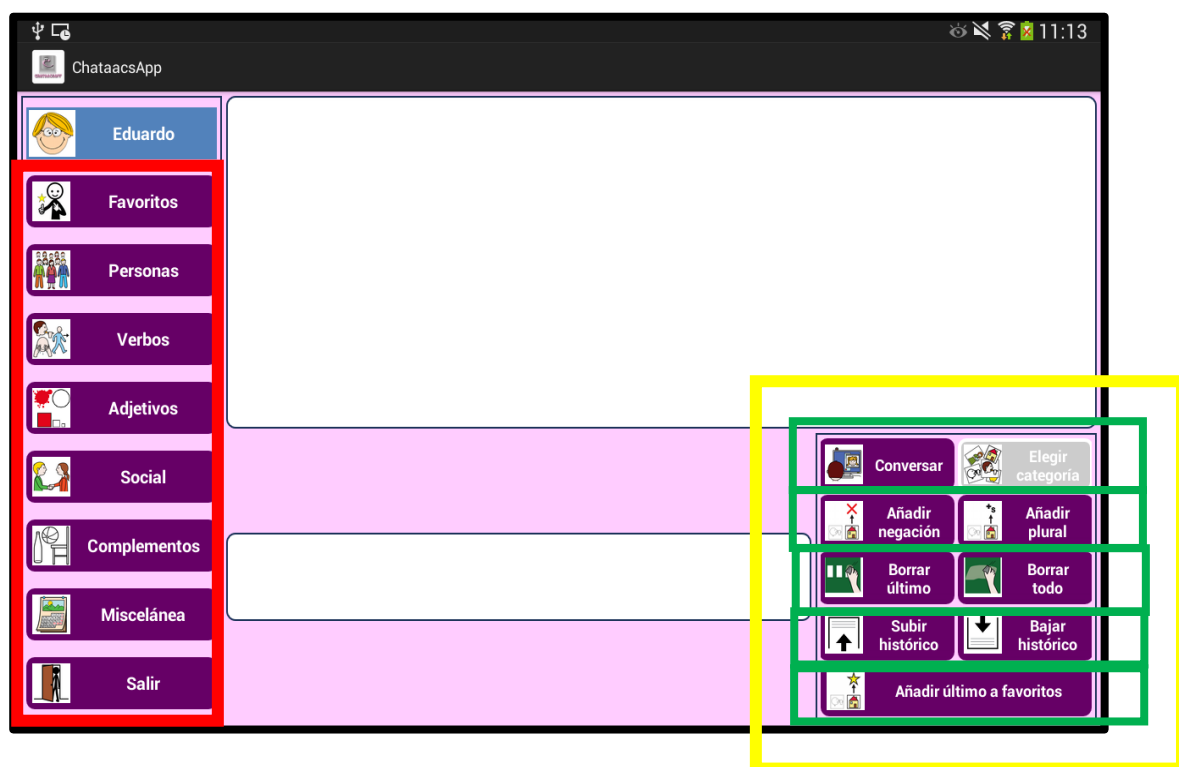 11:13
ChataacsApp
Eduardo
Favoritos
Personas
Verbos
Adjetivos
Social
Complementos
Miscelánea
Salir
Conversar
Elegir
categoría
Añadir
negación
Añadir
plural
Borrar
último
Borrar
todo
Subir
histórico
Bajar
histórico
Añadir último a favoritos